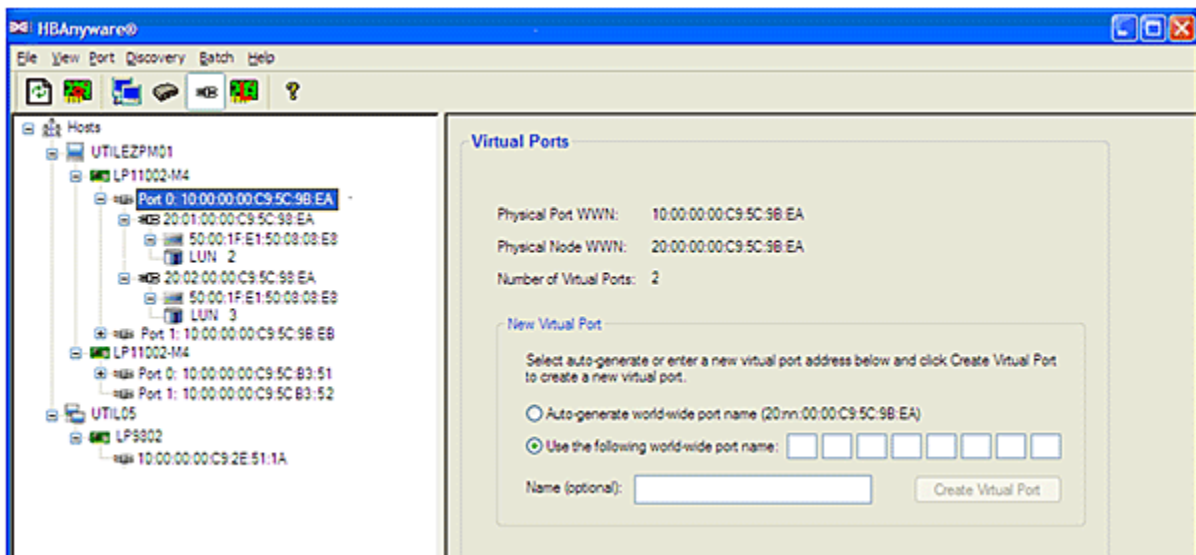 HBAnyware®
File View Port Discovery Batch Help
Hosts
UTILEZPM01
LP11002-M4
Port 0: 10:00:00:00:C9:5C:9B:EA
20:01:00:00:C9:5C:9B:EA
50:00:1F:E1:50:08:08:E8
LUN 2
20:02:00:00:C9:5C:9B:EA
50:00:1F:E1:50:08:08:E8
LUN 3
Port 1: 10:00:00:00:C9:5C:9B:EB
LP11002-M4
Port 0: 10:00:00:00:C9:5C:B3:51
Port 1: 10:00:00:00:C9:5C:B3:52
UTIL05
LP9802
10:00:00:00:C9:2E:51:1A
Virtual Ports
Physical Port WWN: 10:00:00:00:C9:5C:9B:EA
Physical Node WWN: 20:00:00:00:C9:5C:9B:EA
Number of Virtual Ports: 2
New Virtual Port
Select auto-generate or enter a new virtual port address below and click Create Virtual Port
to create a new virtual port.
Auto-generate world-wide port name (20:nn:00:00:C9:5C:9B:EA)
Use the following world-wide port name:
Name (optional):
Create Virtual Port